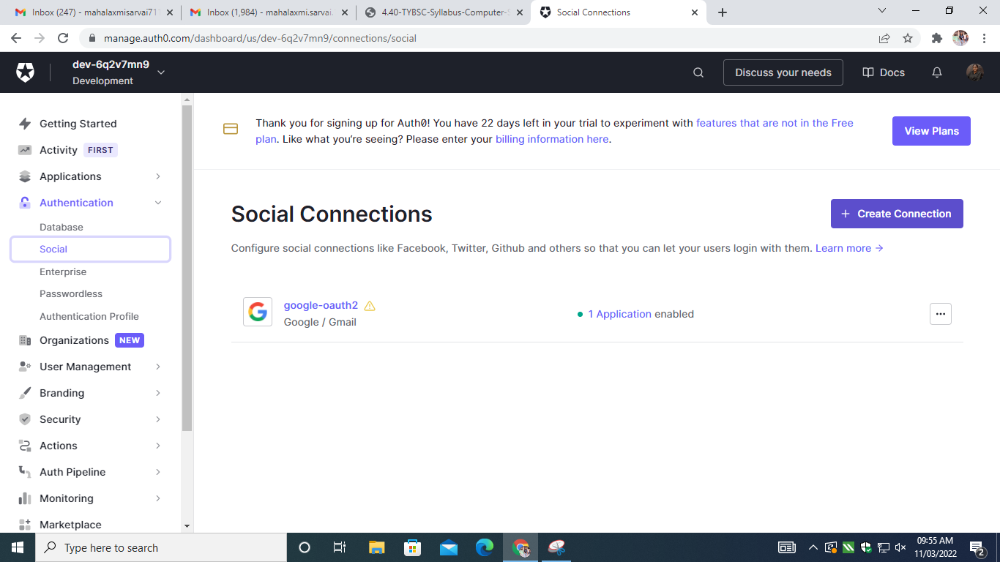 Inbox (247) - mahalaxmisarvai71
Inbox (1,984) - mahalaxmi.sarvai.
4.40-TYBSC-Syllabus-Computer-S
Social Connections
manage.auth0.com/dashboard/us/dev-6q2v7mn9/connections/social
dev-6q2v7mn9
Development
Discuss your needs
Docs
Getting Started
Activity FIRST
Applications
Authentication
Database
Social
Enterprise
Passwordless
Authentication Profile
Organizations NEW
User Management
Branding
Security
Actions
Auth Pipeline
Monitoring
Marketplace
Thank you for signing up for Auth0! You have 22 days left in your trial to experiment with features that are not in the Free
plan. Like what you're seeing? Please enter your billing information here.
View Plans
Social Connections
+ Create Connection
Configure social connections like Facebook, Twitter, Github and others so that you can let your users login with them. Learn more →
google-oauth2
Google / Gmail
1 Application enabled
Type here to search
09:55 AM
11/03/2022
2